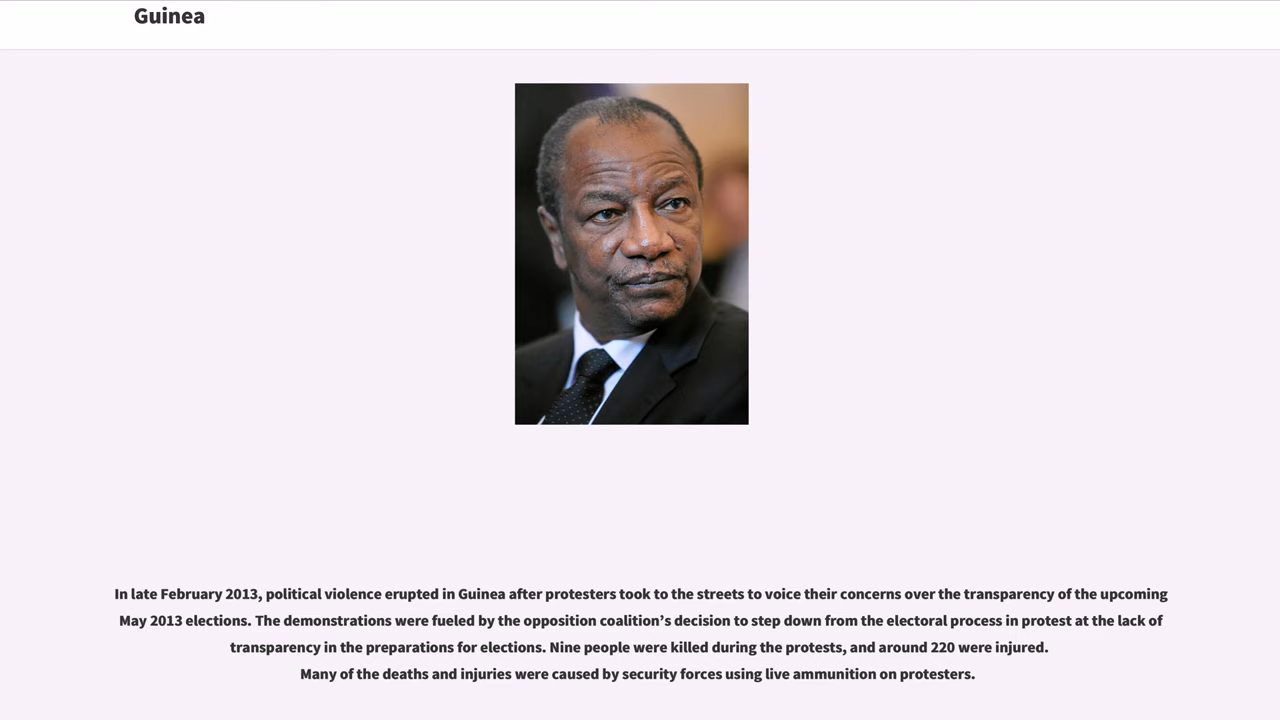 Guinea
In late February 2013, political violence erupted in Guinea after protesters took to the streets to voice their concerns over the transparency of the upcoming
May 2013 elections. The demonstrations were fueled by the opposition coalition’s decision to step down from the electoral process in protest at the lack of
transparency in the preparations for elections. Nine people were killed during the protests, and around 220 were injured.
Many of the deaths and injuries were caused by security forces using live ammunition on protesters.